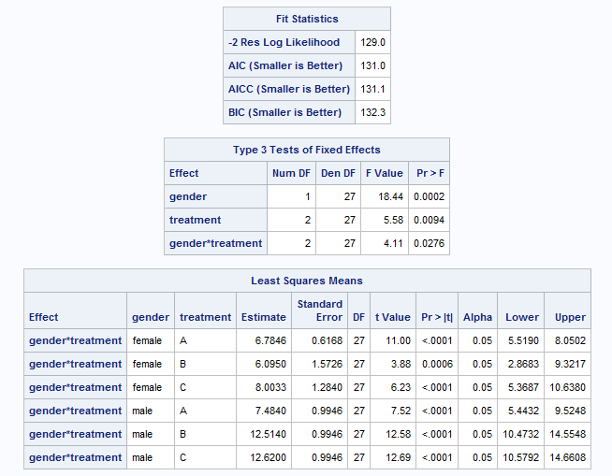 Fit Statistics
-2 Res Log Likelihood 129.0
AIC (Smaller is Better) 131.0
AICC (Smaller is Better) 131.1
BIC (Smaller is Better) 132.3
Type 3 Tests of Fixed Effects
Effect Num DF Den DF F Value Pr > F
gender 1 27 18.44 0.0002
treatment 2 27 5.58 0.0094
gender*treatment 2 27 4.11 0.0276
Least Squares Means
Effect gender treatment Estimate Standard Error DF t Value Pr > |t| Alpha Lower Upper
gender*treatment female A 6.7846 0.6168 27 11.00 <.0001 0.05 5.5190 8.0502
gender*treatment female B 6.0950 1.5726 27 3.88 0.0006 0.05 2.8683 9.3217
gender*treatment female C 8.0033 1.2840 27 6.23 <.0001 0.05 5.3687 10.6380
gender*treatment male A 7.4840 0.9946 27 7.52 <.0001 0.05 5.4432 9.5248
gender*treatment male B 12.5140 0.9946 27 12.58 <.0001 0.05 10.4732 14.5548
gender*treatment male C 12.6200 0.9946 27 12.69 <.0001 0.05 10.5792 14.6608